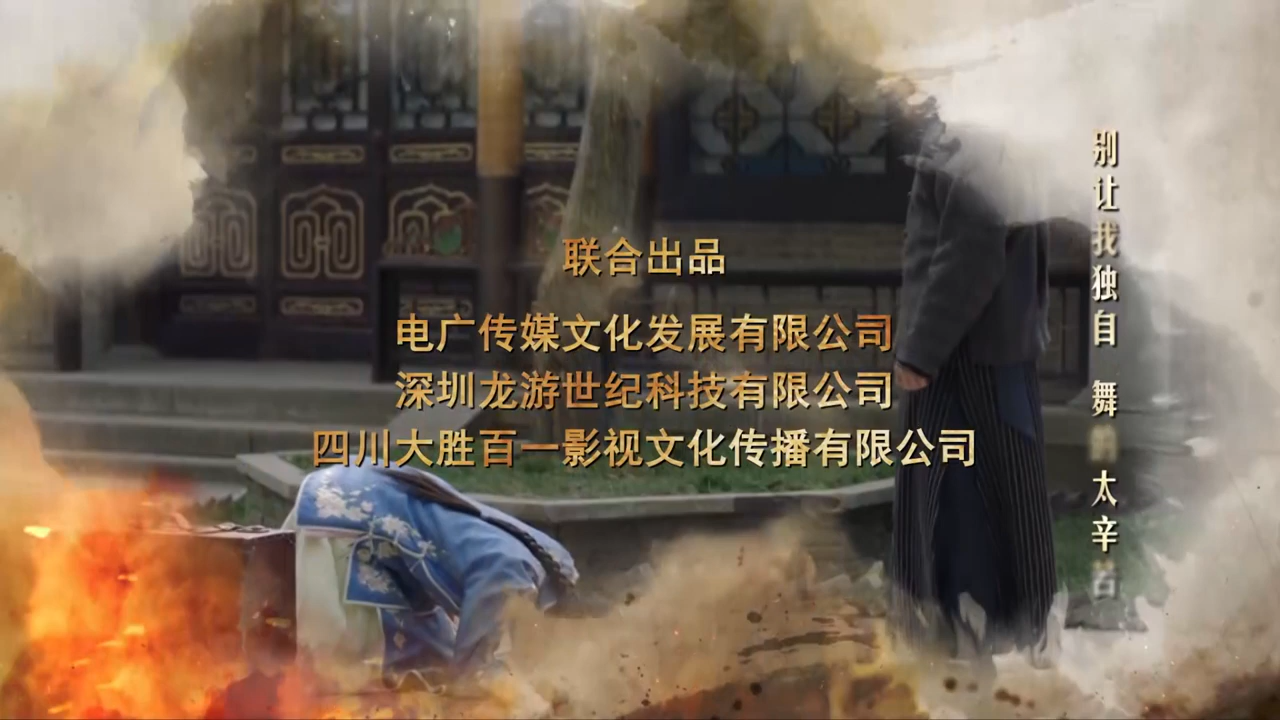 联合出品
电广传媒文化发展有限公司
深圳龙游世纪科技有限公司
四川大胜百一影视文化传播有限公司
别让我独自 舞 太辛苦